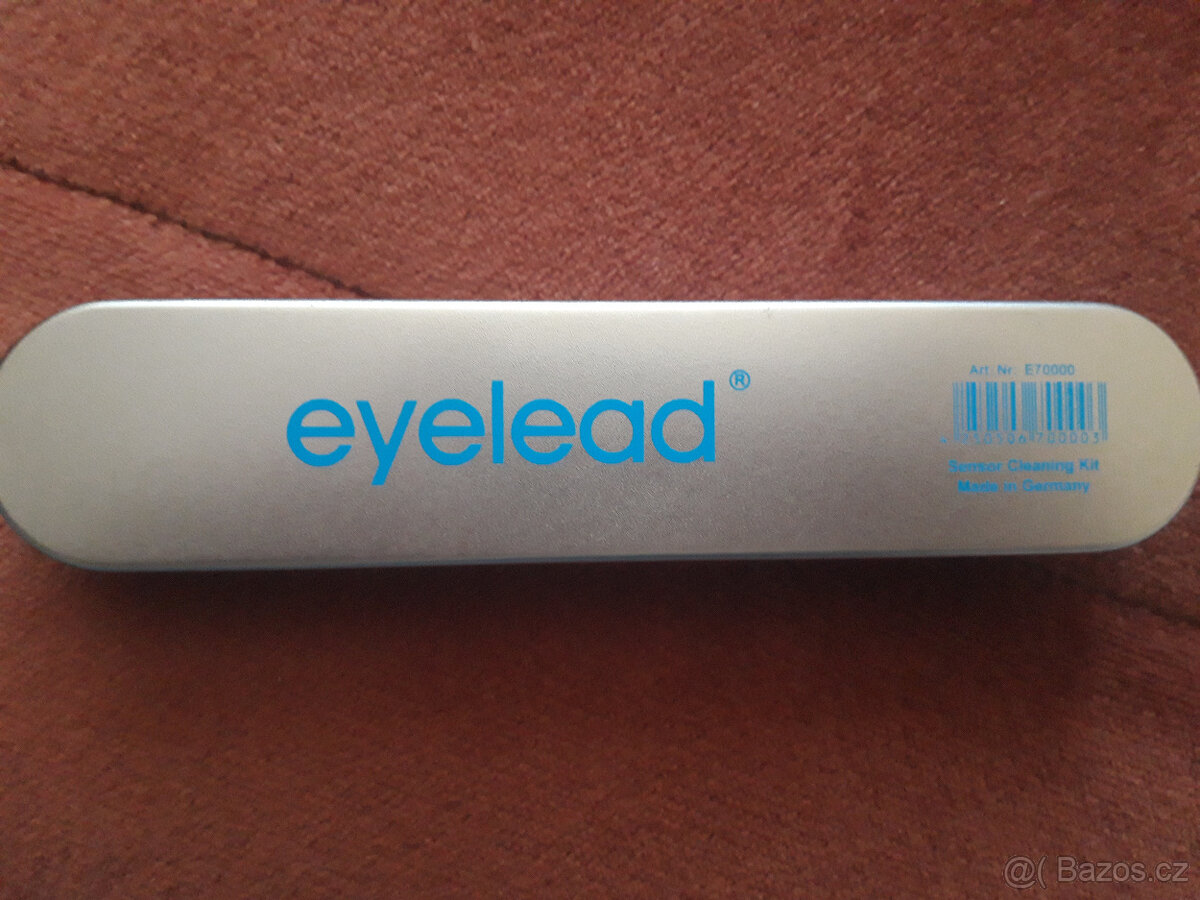 eyelead®
Art. Nr. E70000
Sensor Cleaning Kit
Made in Germany
@( Bazos.cz